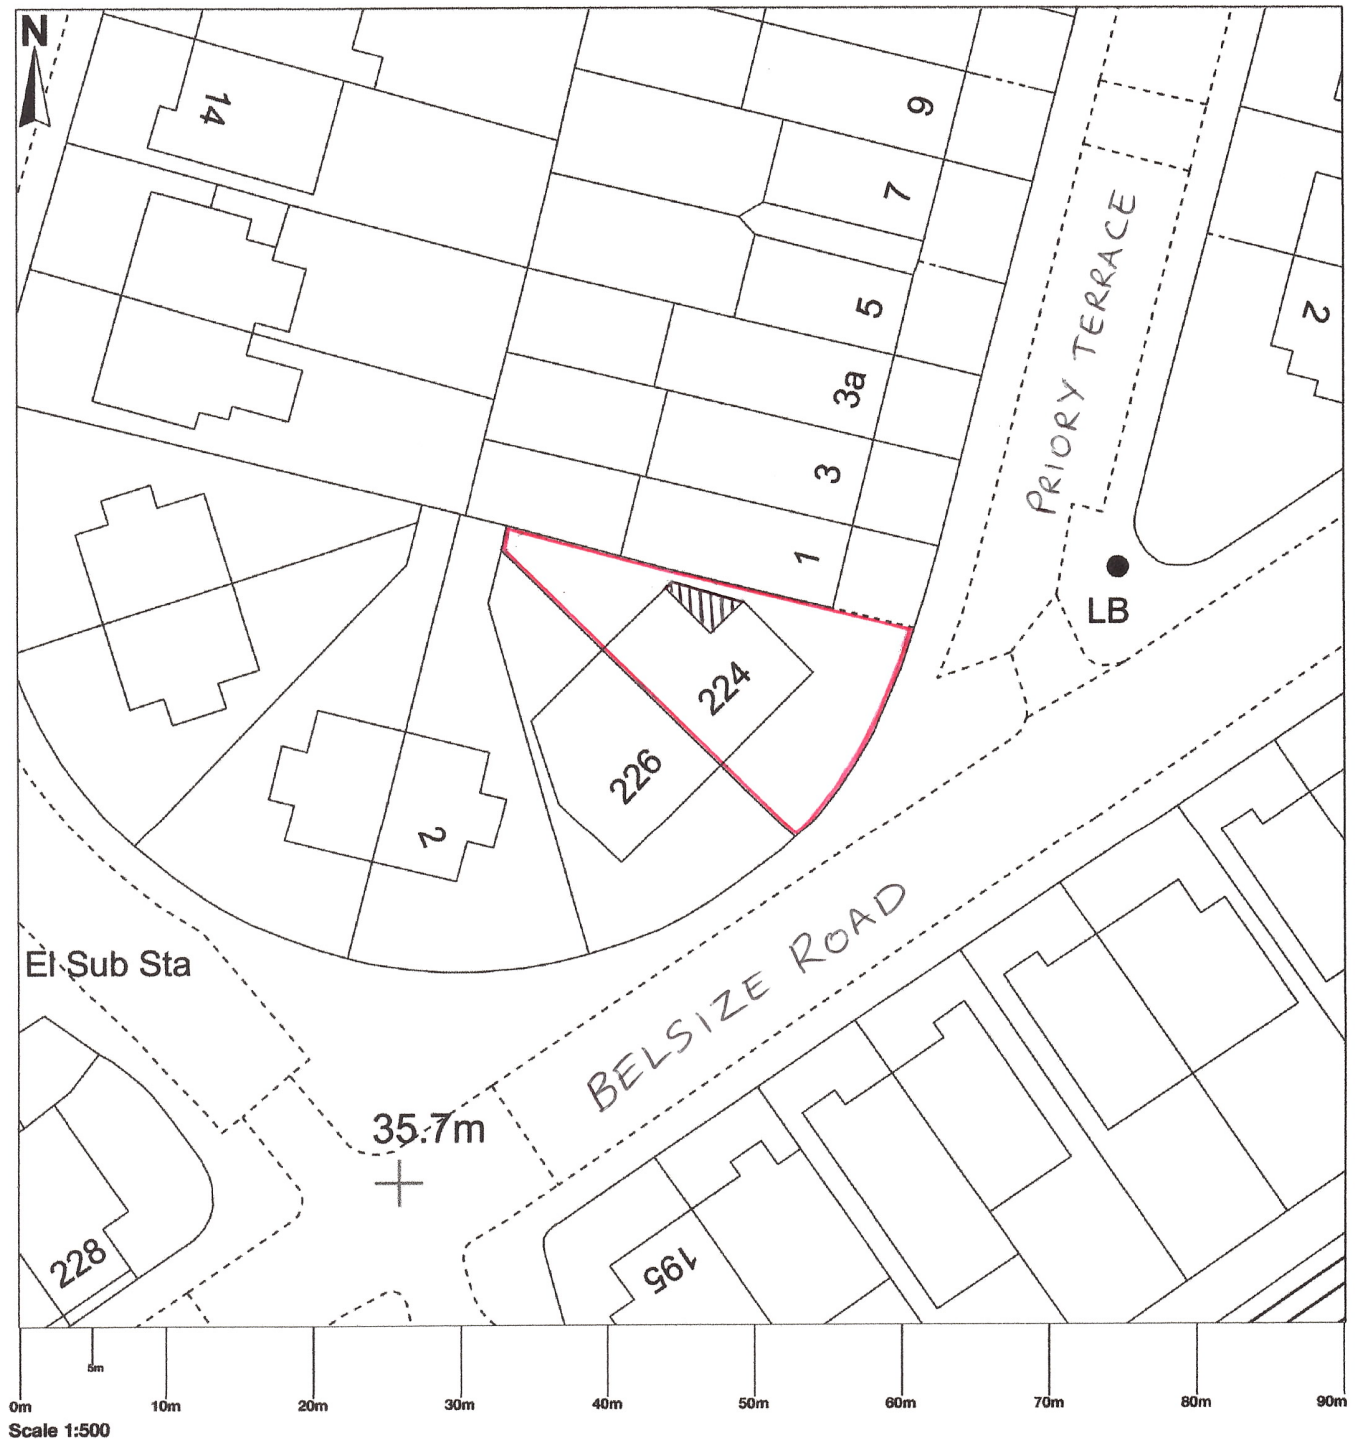 N
14
9
7
5
3a
3
1
PRIORY TERRACE
2
LB
224
226
2
BELSIZE ROAD
El Sub Sta
35.7m
228
195
5m
0m 10m 20m 30m 40m 50m 60m 70m 80m 90m
Scale 1:500